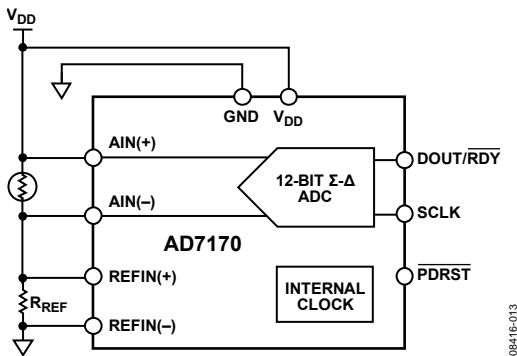 VDD
GND
VDD
AIN(+)
DOUT/RDY
12-BIT Σ-Δ
ADC
AIN(–)
SCLK
AD7170
REFIN(+)
PDRST
INTERNAL
CLOCK
RREF
REFIN(–)
08416-013